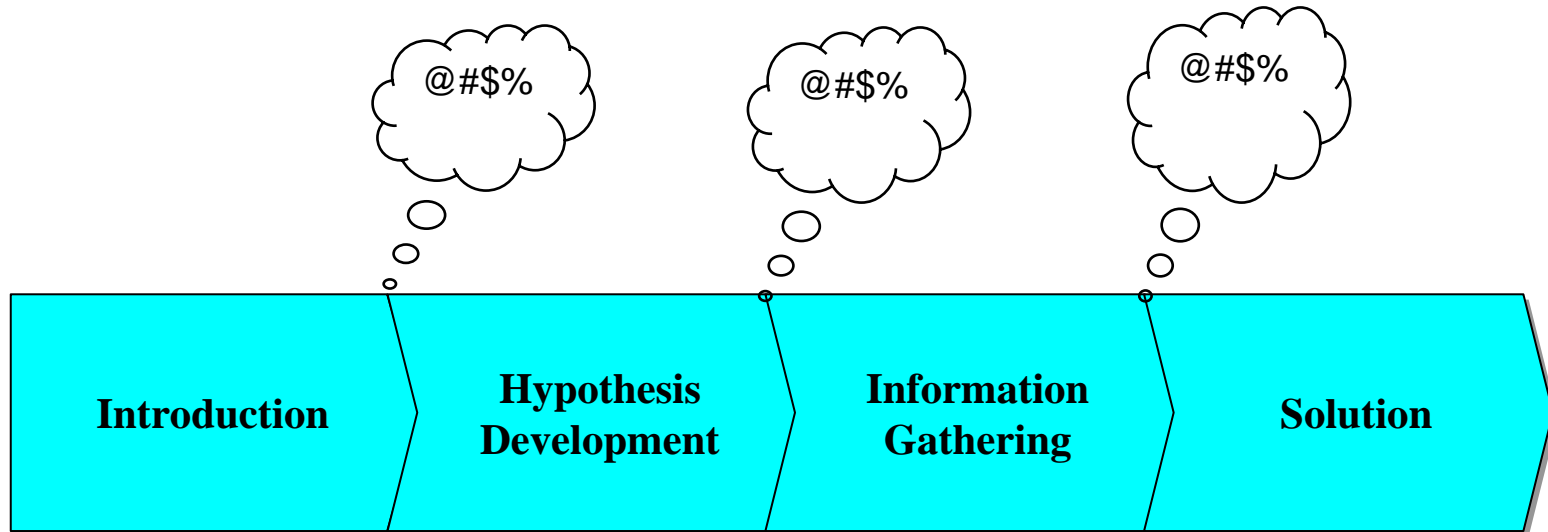 @#$%
@#$%
@#$%
Introduction
Hypothesis
Development
Information
Gathering
Solution